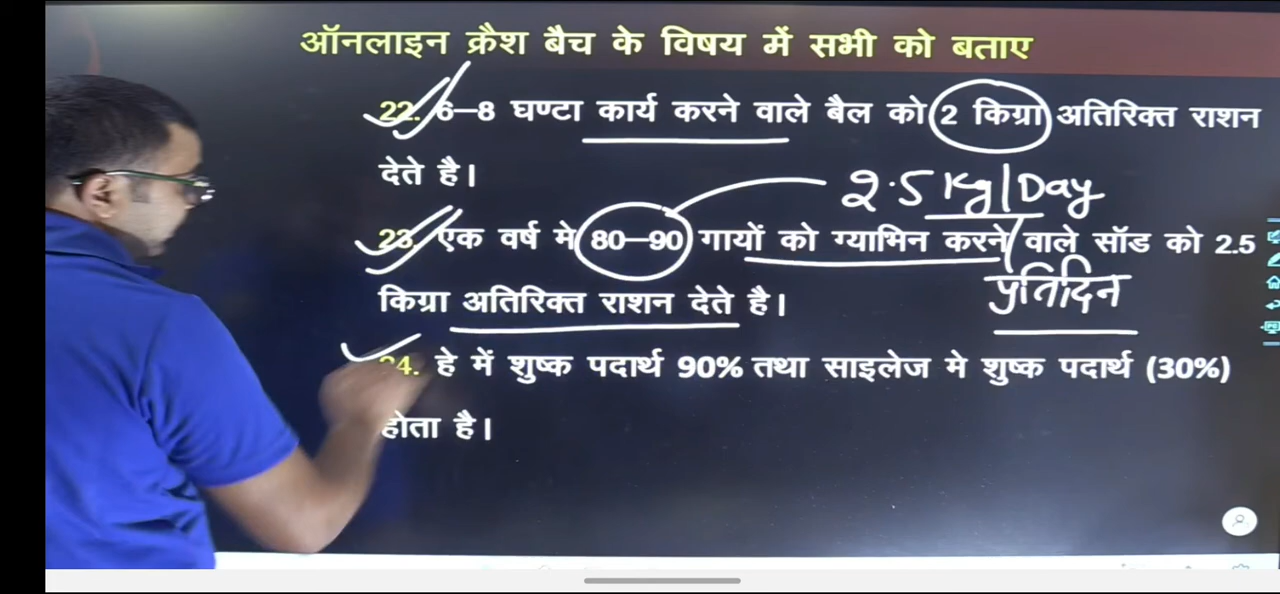 ऑनलाइन क्रैश बैच के विषय में सभी को बताए
22. 6–8 घण्टा कार्य करने वाले बैल को 2 किग्रा अतिरिक्त राशन
देते है।
2.5 Kg/Day
23. एक वर्ष मे 80–90 गायों को ग्याभिन करने वाले सॉड को 2.5
प्रतिदिन
किग्रा अतिरिक्त राशन देते है।
24. हे में शुष्क पदार्थ 90% तथा साइलेज मे शुष्क पदार्थ (30%)
होता है।